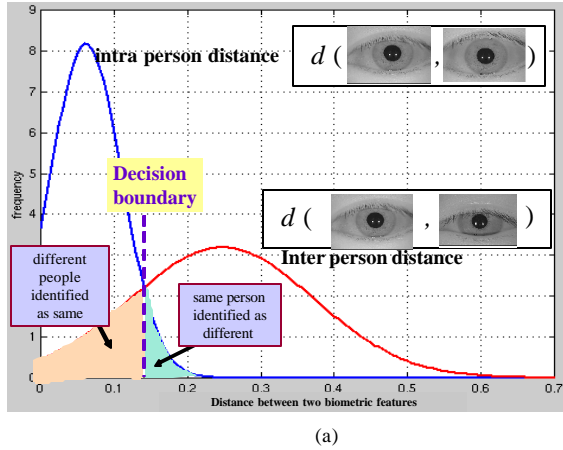 9
8
7
6
5
4
3
2
1
0
frequency
intra person distance
d ( , )
Decision
boundary
d ( , )
Inter person distance
different
people
identified
as same
same person
identified as
different
0 0.1 0.2 0.3 0.4 0.5 0.6 0.7
Distance between two biometric features
(a)